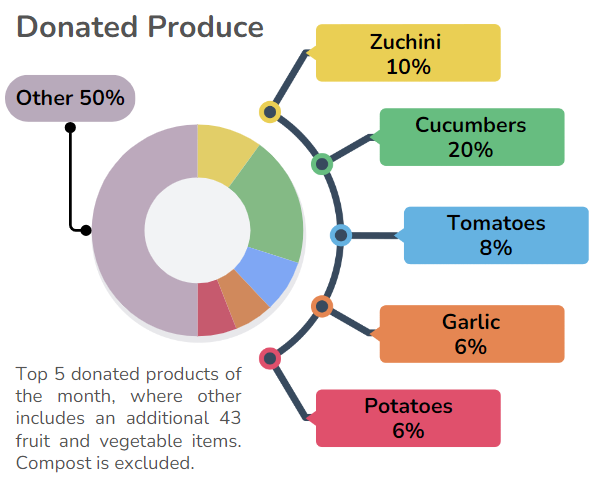 Donated Produce
Zuchini
10%
Other 50%
Cucumbers
20%
Tomatoes
8%
Garlic
6%
Potatoes
6%
Top 5 donated products of
the month, where other
includes an additional 43
fruit and vegetable items.
Compost is excluded.